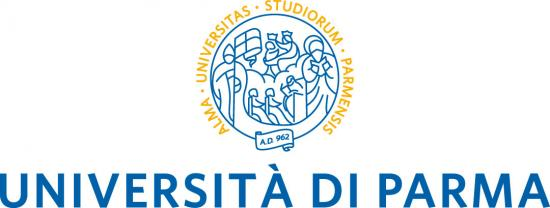 ALMA · UNIVERSITAS · STUDIORUM · PARMENSIS
A.D. 962
UNIVERSITÀ DI PARMA